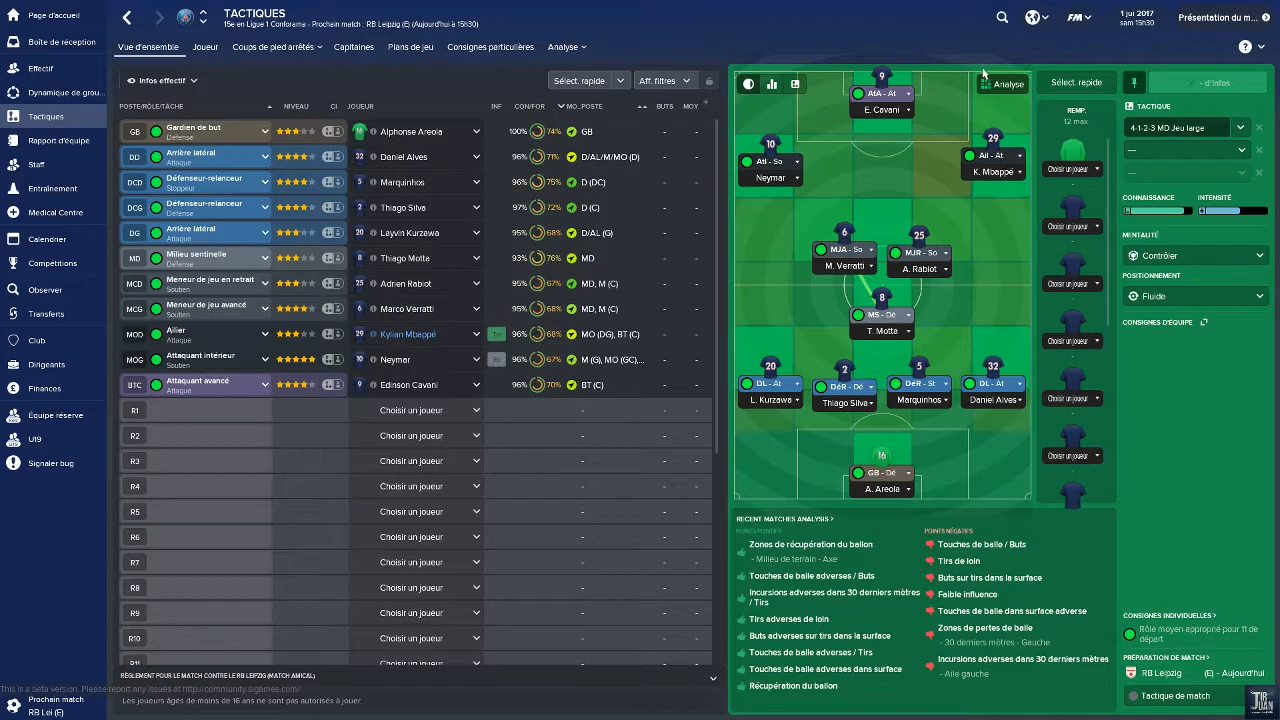 TACTIQUES
15e en Ligue 1 Conforama • Prochain match : RB Leipzig (E) (Aujourd'hui à 15h30)
1 jui 2017
sam 15h30
Présentation du m...
FM
Vue d'ensemble
Joueur
Coups de pied arrêtés
Capitaines
Plans de jeu
Consignes particulières
Analyse
?
Boîte de réception
Effectif
Dynamique de grou...
Tactiques
Rapport d'équipe
Staff
Entraînement
Medical Centre
Calendrier
Compétitions
Observer
Transferts
Club
Dirigeants
Finances
Équipe réserve
U19
Signaler bug
Prochain match
RB Lei (E)
Infos effectif
Sélect. rapide
Aff. filtres
POSTE/RÔLE/TÂCHE NIVEAU CI JOUEUR INF CON FOR MO.. POSTE BUTS MOY
GB Gardien de but Défense Alphonse Areola 100% 74% GB - -
DD Arrière latéral Attaque 32 Daniel Alves 96% 71% D/AL/M/MO (D) - -
DCD Défenseur-relanceur Stoppeur 5 Marquinhos 96% 75% D (DC) - -
DCG Défenseur-relanceur Défense 2 Thiago Silva 97% 72% D (C) - -
DG Arrière latéral Attaque 20 Layvin Kurzawa 96% 68% D/AL (G) - -
MD Milieu sentinelle Défense 8 Thiago Motta 93% 76% MD - -
MCD Meneur de jeu en retrait Soutien 25 Adrien Rabiot 96% 68% MD, M (C) - -
MCG Meneur de jeu avancé Soutien 6 Marco Verratti 95% 69% MD, M (C) - -
MOD Ailier Attaque 29 Kylian Mbappé 96% 68% MO (DG), BT (C) - -
MOG Attaquant intérieur Soutien 10 Neymar 96% 67% M (G), MO (GC),... - -
BTC Attaquant avancé Attaque 9 Edinson Cavani 96% 70% BT (C) - -
R1 Choisir un joueur - - -
R2 Choisir un joueur - - -
R3 Choisir un joueur - - -
R4 Choisir un joueur - - -
R5 Choisir un joueur - - -
R6 Choisir un joueur - - -
R7 Choisir un joueur - - -
R8 Choisir un joueur - - -
R9 Choisir un joueur - - -
R10 Choisir un joueur - - -
R11 Choisir un joueur - - -
RÈGLEMENT POUR LE MATCH CONTRE LE RB LEIPZIG (MATCH AMICAL)
This is a beta version. Please report any issues at http://community.sigames.com/
Les joueurs âgés de moins de 16 ans ne sont pas autorisés à jouer.
Analyse
9
AtA - At
E. Cavani
10
AtI - So
Neymar
29
Ail - At
K. Mbappé
6
MJA - So
M. Verratti
25
MJR - So
A. Rabiot
8
MS - Dé
T. Motta
20
DL - At
L. Kurzawa
2
DéR - Dé
Thiago Silva
5
DéR - St
Marquinhos
32
DL - At
Daniel Alves
16
GB - Dé
A. Areola
Sélect. rapide
REMP.
12 max.
Choisir un joueur
-
Choisir un joueur
-
Choisir un joueur
-
Choisir un joueur
-
Choisir un joueur
-
Choisir un joueur
-
- d'infos
TACTIQUE
4-1-2-3 MD Jeu large
---
---
CONNAISSANCE
INTENSITÉ
MENTALITÉ
Contrôler
POSITIONNEMENT
Fluide
CONSIGNES D'ÉQUIPE
CONSIGNES INDIVIDUELLES >
Rôle moyen approprié pour 11 de
départ
PRÉPARATION DE MATCH >
RB Leipzig (E) - Aujourd'hui
Tactique de match
RECENT MATCHES ANALYSIS >
POINTS POSITIFS
Zones de récupération du ballon
- Milieu de terrain - Axe
Touches de balle adverses / Buts
Incursions adverses dans 30 derniers mètres
/ Tirs
Tirs adverses de loin
Buts adverses sur tirs dans la surface
Touches de balle adverses / Tirs
Touches de balle adverses dans surface
Récupération du ballon
POINTS NÉGATIFS
Touches de balle / Buts
Tirs de loin
Buts sur tirs dans la surface
Faible influence
Touches de balle dans surface adverse
Zones de pertes de balle
- 30 derniers mètres - Gauche
Incursions adverses dans 30 derniers mètres
- Aile gauche